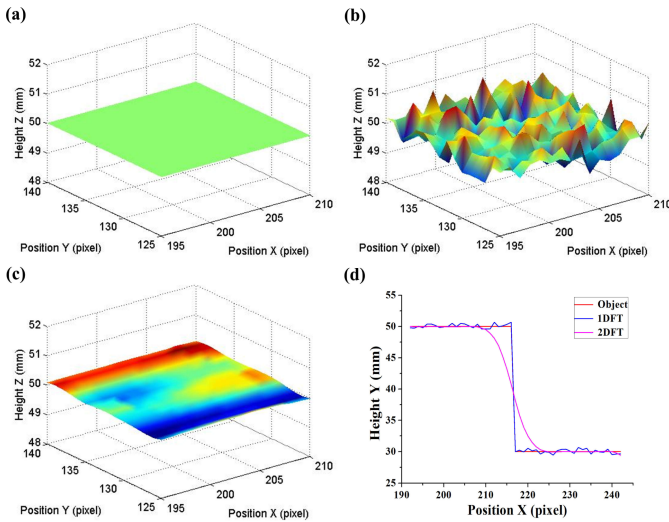 (a)
52
51
50
49
48
Height Z (mm)
140
135
130
125
Position Y (pixel)
195
200
205
210
Position X (pixel)
(b)
52
51
50
49
48
Height Z (mm)
140
135
130
125
Position Y (pixel)
195
200
205
210
Position X (pixel)
(c)
52
51
50
49
48
Height Z (mm)
140
135
130
125
Position Y (pixel)
195
200
205
210
Position X (pixel)
(d)
55
50
45
40
35
30
25
Height Y (mm)
Object
1DFT
2DFT
190
200
210
220
230
240
Position X (pixel)